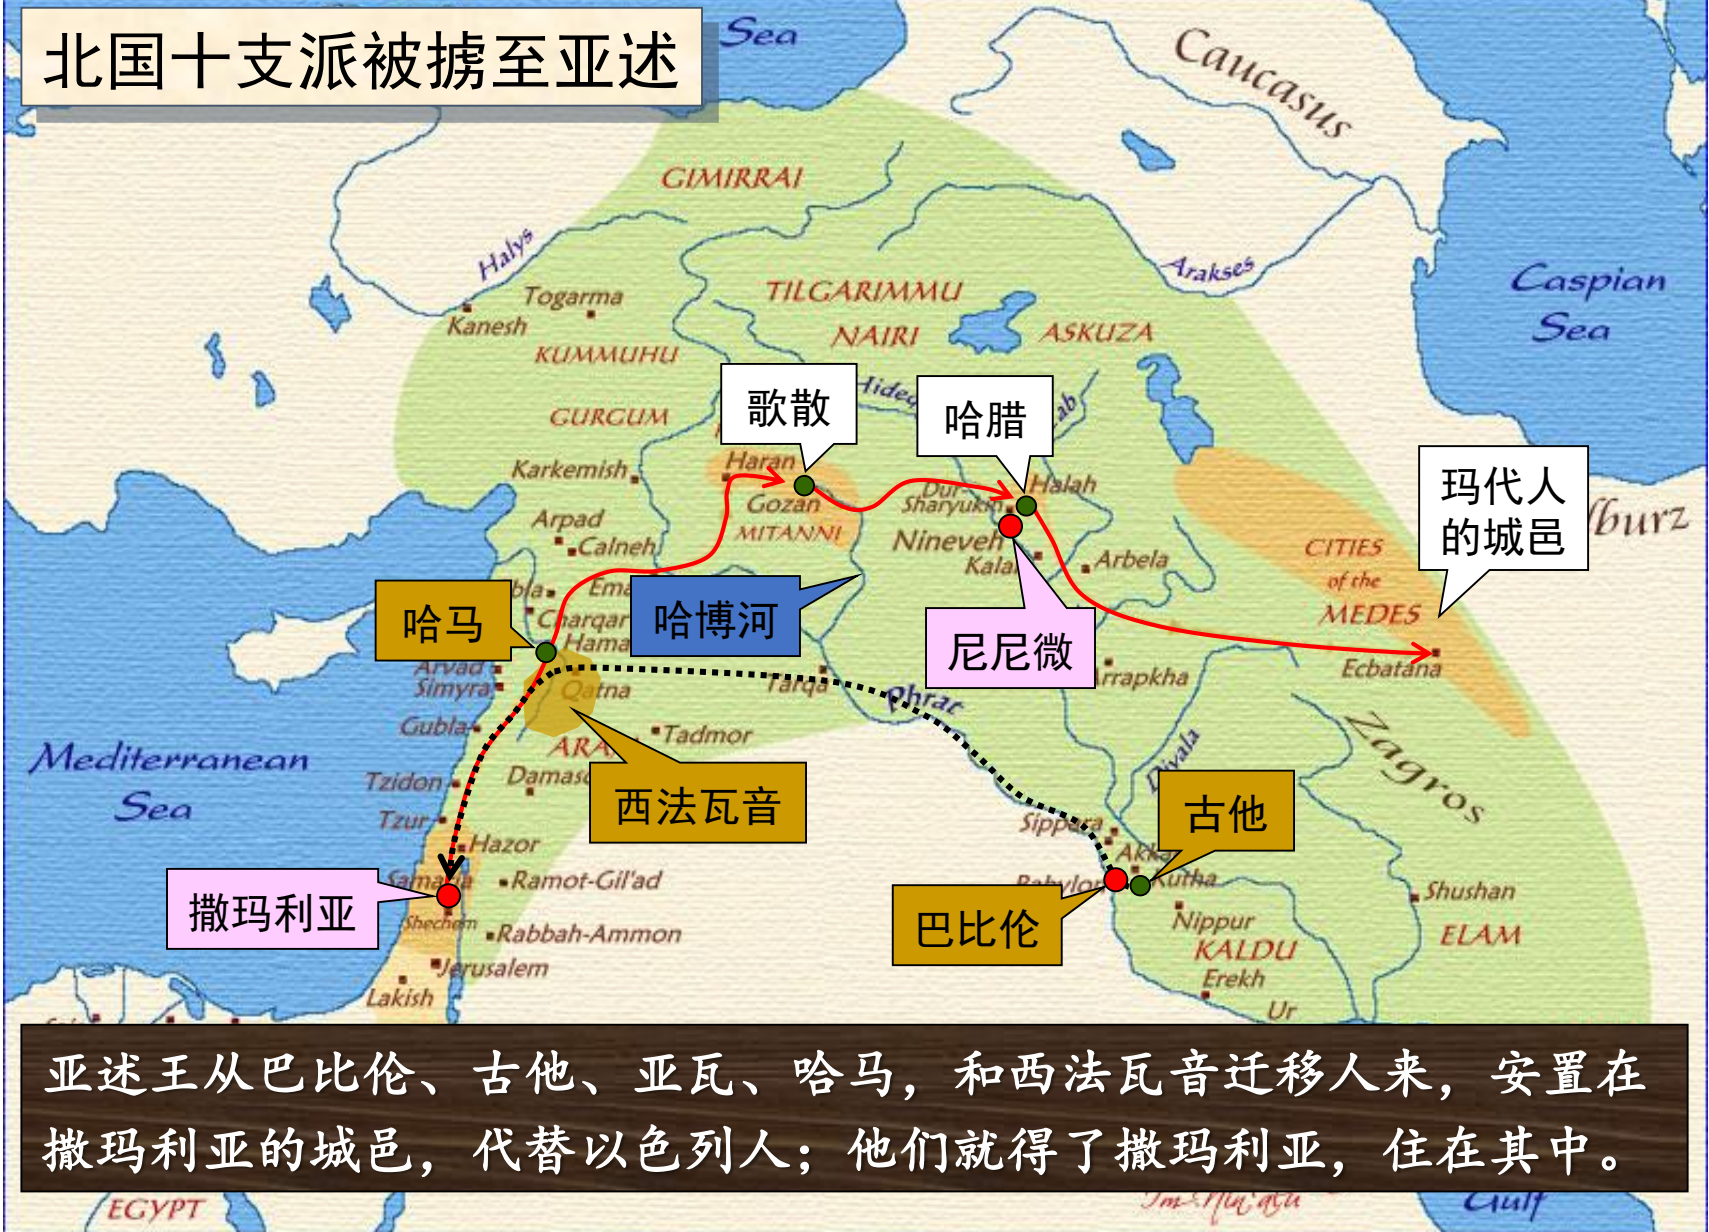 北国十支派被掳至亚述
Sea
Caucasus
GIMIRRAI
Halys
Arakses
Togarma
Kanesh
TILGARIMMU
NAIRI
ASKUZA
Caspian
Sea
KUMMUHU
GURGUM
歌散
哈腊
玛代人
的城邑
Karkemish
Haran
Gozan
MITANNI
Dur-
Sharyukin
Halah
Nineveh
Arbela
CITIES
of the
MEDES
Ecbatana
Arpad
Calneh
哈马
哈博河
尼尼微
Hama
Arvad
Simyra
Qatna
Tarqa
Gubla
Tadmor
Zagros
Mediterranean
Sea
Tzidon
Tzur
西法瓦音
古他
Diyala
Sippara
Hazor
撒玛利亚
Samaria
Shechem
Ramot-Gil'ad
Rabbah-Ammon
Jerusalem
Lakish
巴比伦
Kutha
Nippur
KALDU
Erekh
Ur
Shushan
ELAM
亚述王从巴比伦、古他、亚瓦、哈马，和西法瓦音迁移人来，安置在
撒玛利亚的城邑，代替以色列人；他们就得了撒玛利亚，住在其中。
EGYPT
Gulf